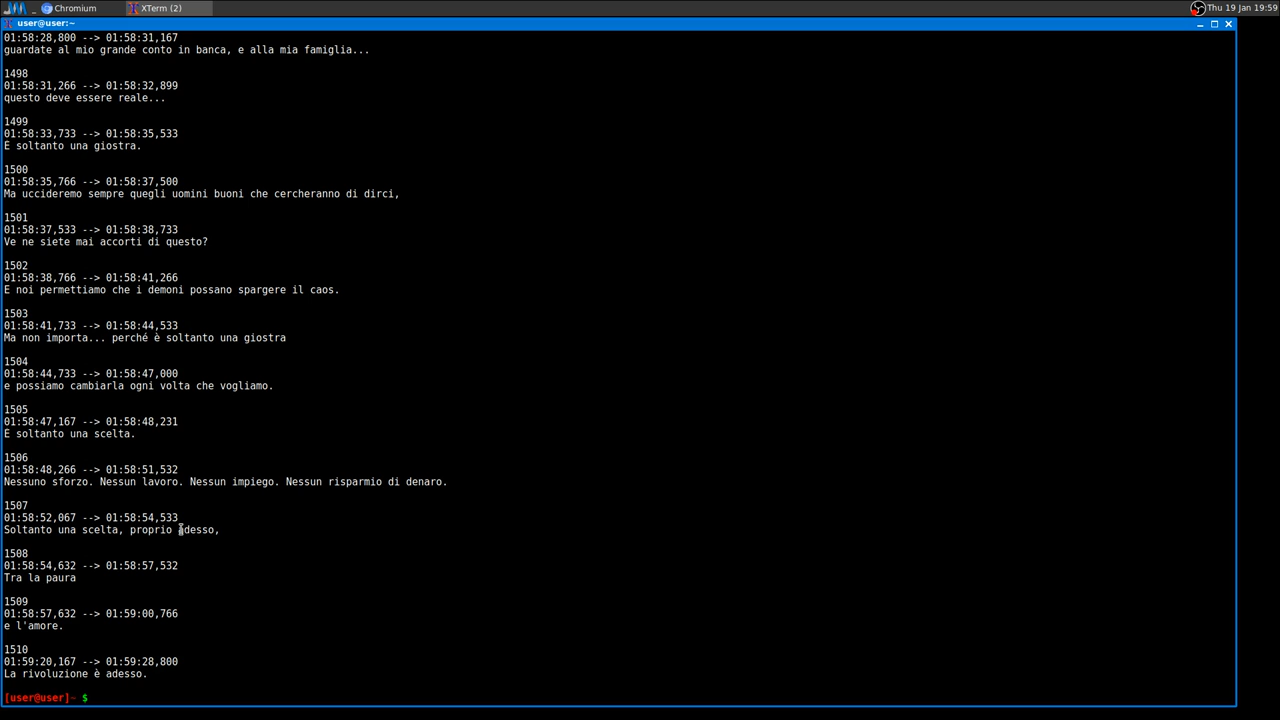 Chromium
XTerm (2)
Thu 19 Jan 19:59
user@user:~
01:58:28,800 --> 01:58:31,167
guardate al mio grande conto in banca, e alla mia famiglia...
1498
01:58:31,266 --> 01:58:32,899
questo deve essere reale...
1499
01:58:33,733 --> 01:58:35,533
È soltanto una giostra.
1500
01:58:35,766 --> 01:58:37,500
Ma uccideremo sempre quegli uomini buoni che cercheranno di dirci,
1501
01:58:37,533 --> 01:58:38,733
Ve ne siete mai accorti di questo?
1502
01:58:38,766 --> 01:58:41,266
E noi permettiamo che i demoni possano spargere il caos.
1503
01:58:41,733 --> 01:58:44,533
Ma non importa... perché è soltanto una giostra
1504
01:58:44,733 --> 01:58:47,000
e possiamo cambiarla ogni volta che vogliamo.
1505
01:58:47,167 --> 01:58:48,231
È soltanto una scelta.
1506
01:58:48,266 --> 01:58:51,532
Nessuno sforzo. Nessun lavoro. Nessun impiego. Nessun risparmio di denaro.
1507
01:58:52,067 --> 01:58:54,533
Soltanto una scelta, proprio adesso,
1508
01:58:54,632 --> 01:58:57,532
Tra la paura
1509
01:58:57,632 --> 01:59:00,766
e l'amore.
1510
01:59:20,167 --> 01:59:28,800
La rivoluzione è adesso.
[user@user]~ $